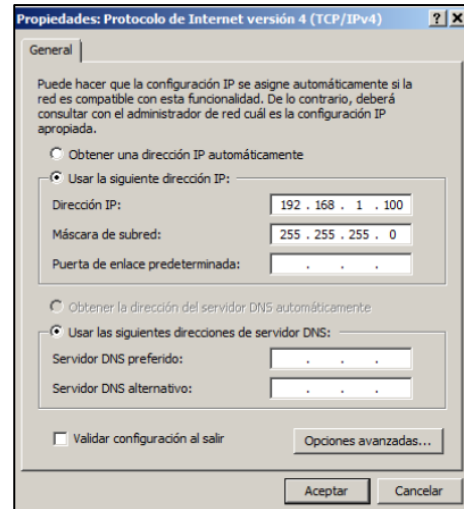 Propiedades: Protocolo de Internet versión 4 (TCP/IPv4)
General
Puede hacer que la configuración IP se asigne automáticamente si la
red es compatible con esta funcionalidad. De lo contrario, deberá
consultar con el administrador de red cuál es la configuración IP
apropiada.
Obtener una dirección IP automáticamente
Usar la siguiente dirección IP:
Dirección IP: 192 . 168 . 1 . 100
Máscara de subred: 255 . 255 . 255 . 0
Puerta de enlace predeterminada: . . .
Obtener la dirección del servidor DNS automáticamente
Usar las siguientes direcciones de servidor DNS:
Servidor DNS preferido: . . .
Servidor DNS alternativo: . . .
Validar configuración al salir Opciones avanzadas...
Aceptar Cancelar